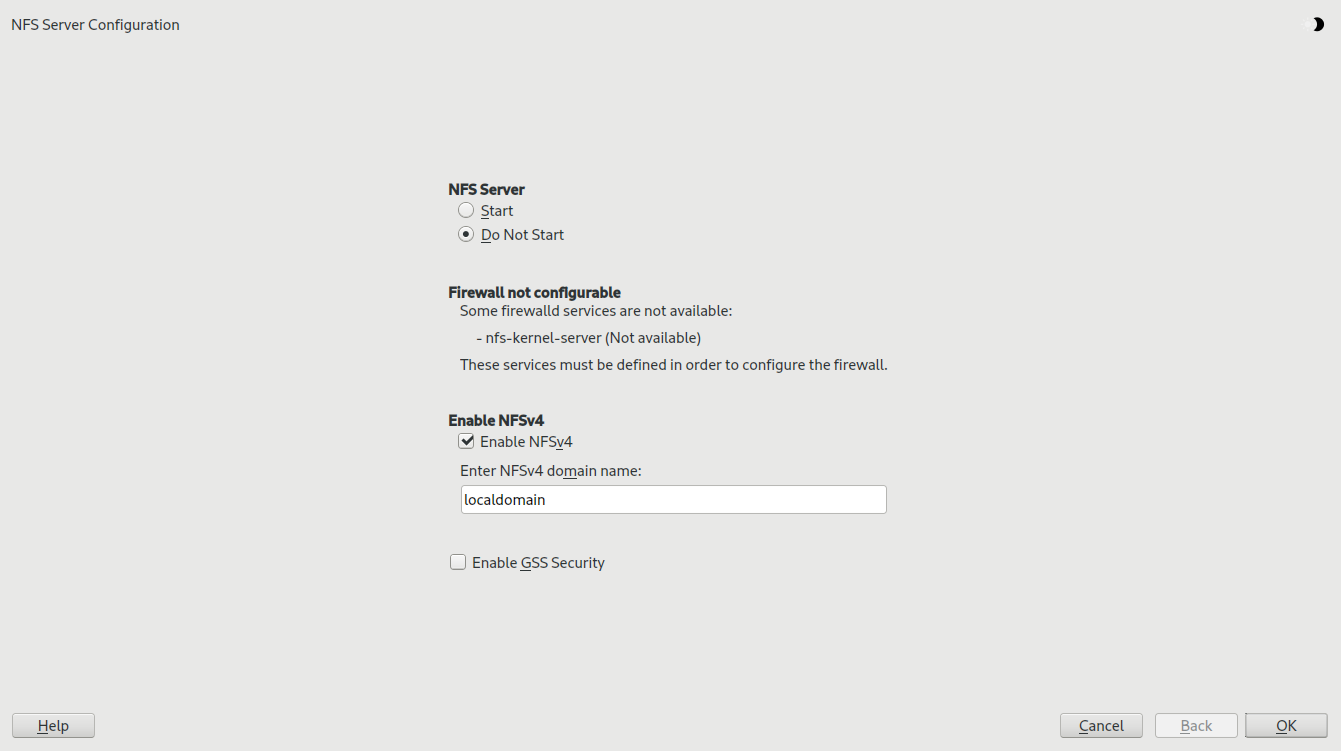 NFS Server Configuration
NFS Server
Start
Do Not Start
Firewall not configurable
Some firewalld services are not available:
- nfs-kernel-server (Not available)
These services must be defined in order to configure the firewall.
Enable NFSv4
Enable NFSv4
Enter NFSv4 domain name:
localdomain
Enable GSS Security
Help
Cancel
Back
OK